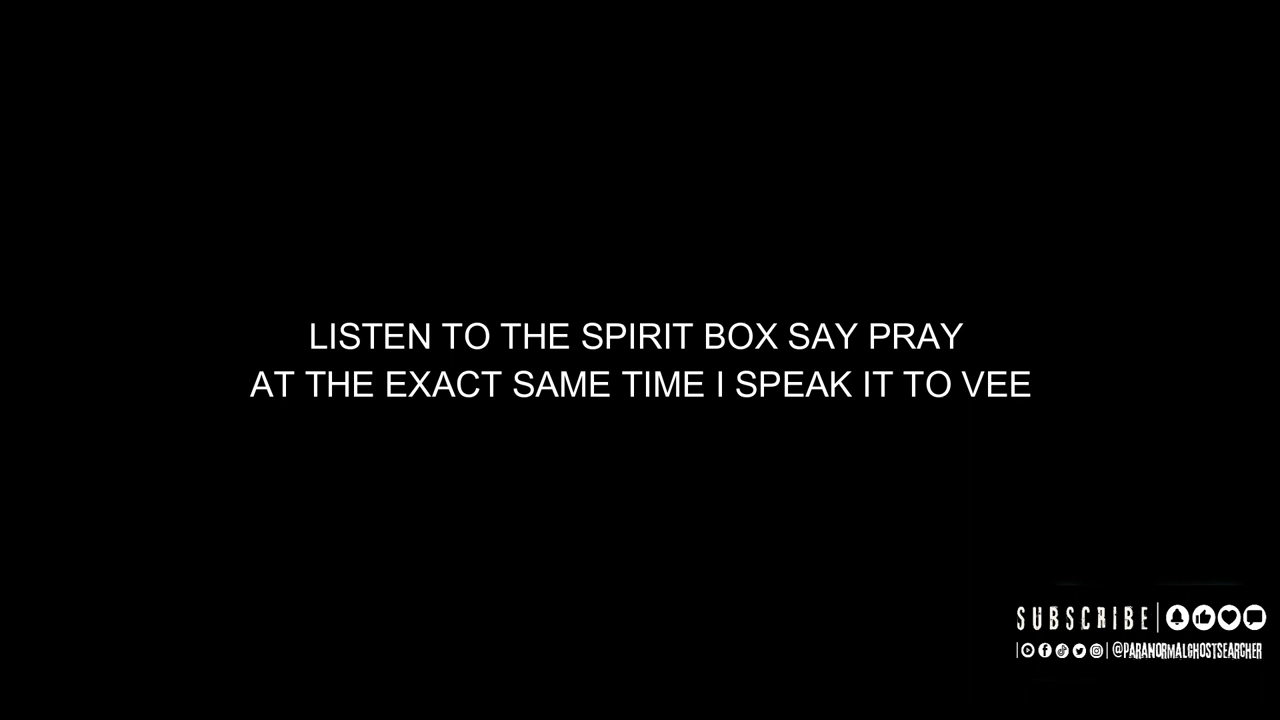 LISTEN TO THE SPIRIT BOX SAY PRAY
AT THE EXACT SAME TIME I SPEAK IT TO VEE
SUBSCRIBE
@PARANORMALGHOSTSEARCHER